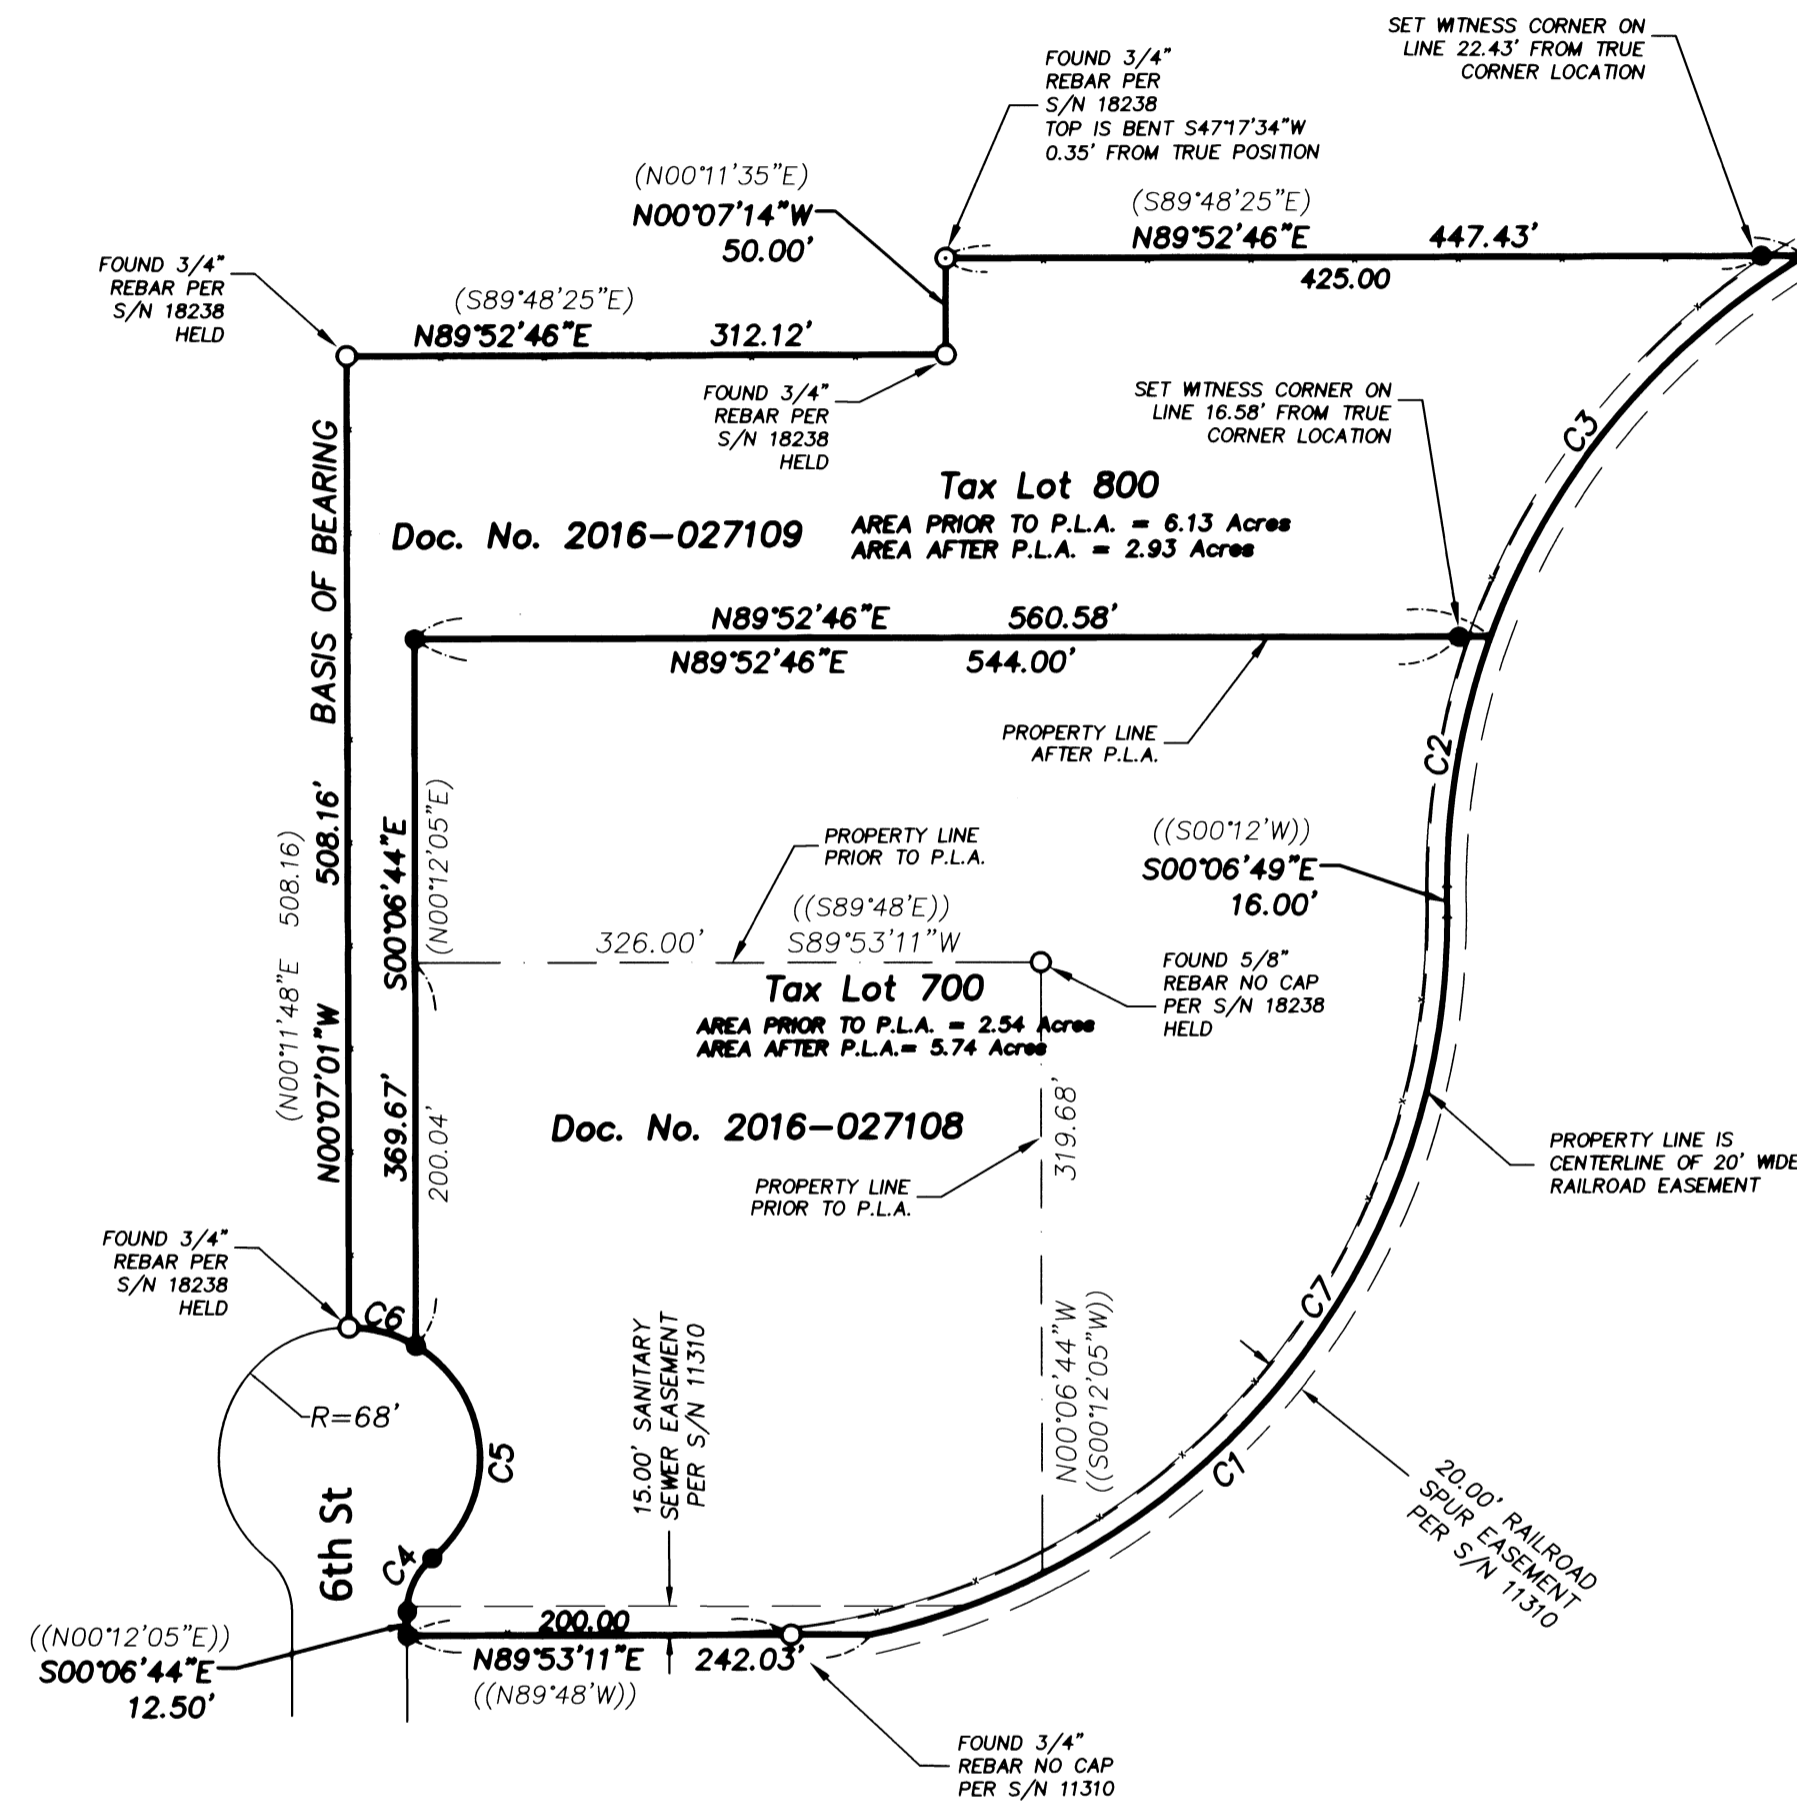 SET WITNESS CORNER ON
LINE 22.43' FROM TRUE
CORNER LOCATION
FOUND 3/4"
REBAR PER
S/N 18238
TOP IS BENT S47°17'34"W
0.35' FROM TRUE POSITION
(N00°11'35"E)
N00°07'14"W
50.00'
(S89°48'25"E)
N89°52'46"E 447.43'
425.00
FOUND 3/4"
REBAR PER
S/N 18238
HELD
(S89°48'25"E)
N89°52'46"E 312.12'
FOUND 3/4"
REBAR PER
S/N 18238
HELD
SET WITNESS CORNER ON
LINE 16.58' FROM TRUE
CORNER LOCATION
C3
Tax Lot 800
AREA PRIOR TO P.L.A. = 6.13 Acres
AREA AFTER P.L.A. = 2.93 Acres
Doc. No. 2016-027109
N00°07'01"W 508.16' BASIS OF BEARING
(N00°11'48"E 508.16)
N89°52'46"E 560.58'
N89°52'46"E 544.00'
PROPERTY LINE
AFTER P.L.A.
C2
369.67' S00°06'44"E
200.04' (N00°12'05"E)
PROPERTY LINE
PRIOR TO P.L.A.
((S00°12'W))
S00°06'49"E
16.00'
((S89°48'E))
326.00' S89°53'11"W
FOUND 5/8"
REBAR NO CAP
PER S/N 18238
HELD
Tax Lot 700
AREA PRIOR TO P.L.A. = 2.54 Acres
AREA AFTER P.L.A.= 5.74 Acres
Doc. No. 2016-027108
319.68'
PROPERTY LINE
PRIOR TO P.L.A.
N00°06'44"W
((S00°12'05"W))
PROPERTY LINE IS
CENTERLINE OF 20' WIDE
RAILROAD EASEMENT
FOUND 3/4"
REBAR PER
S/N 18238
HELD
C6
C7
15.00' SANITARY
SEWER EASEMENT
PER S/N 11310
R=68'
C5
C1
20.00' RAILROAD
SPUR EASEMENT
PER S/N 11310
6th St
C4
((N00°12'05"E))
S00°06'44"E
12.50'
200.00
N89°53'11"E 242.03'
((N89°48'W))
FOUND 3/4"
REBAR NO CAP
PER S/N 11310